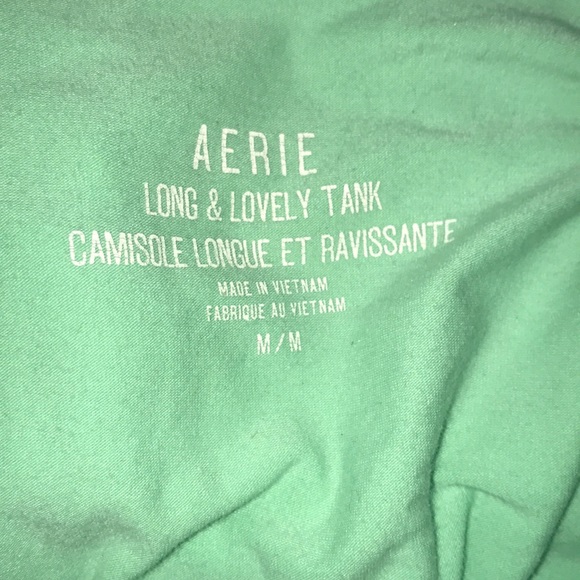 AERIE
LONG & LOVELY TANK
CAMISOLE LONGUE ET RAVISSANTE
MADE IN VIETNAM
FABRIQUE AU VIETNAM
M/M